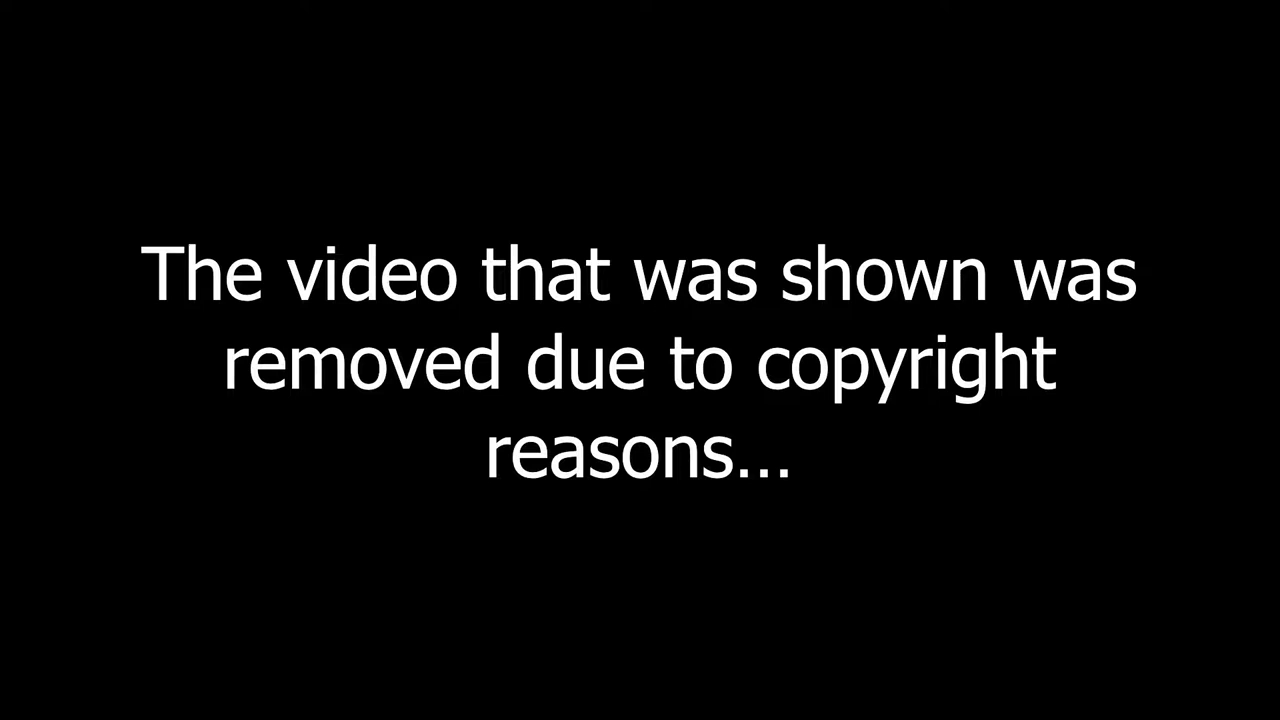 The video that was shown was
removed due to copyright
reasons...